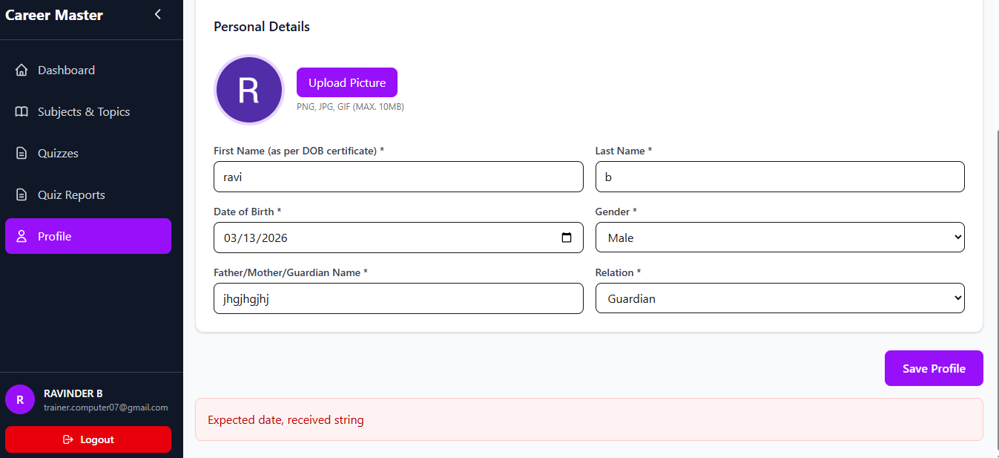 Career Master
Dashboard
Subjects & Topics
Quizzes
Quiz Reports
Profile
R
RAVINDER B
trainer.computer07@gmail.com
Logout
Personal Details
R
Upload Picture
PNG, JPG, GIF (MAX. 10MB)
First Name (as per DOB certificate) *
Last Name *
ravi
b
Date of Birth *
Gender *
03/13/2026
Male
Father/Mother/Guardian Name *
Relation *
jhgjhgjhj
Guardian
Save Profile
Expected date, received string